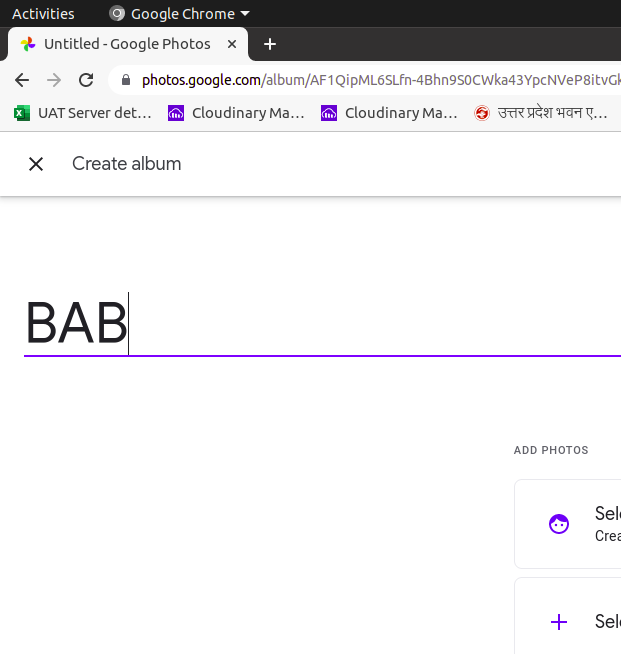 Activities Google Chrome
Untitled - Google Photos
photos.google.com/album/AF1QipML6SLfn-4Bhn9S0CWka43YpcNVeP8itvGk
UAT Server det... Cloudinary Ma... Cloudinary Ma... उत्तर प्रदेश भवन ए...
Create album
BAB
ADD PHOTOS
Sele
Crea
Sele